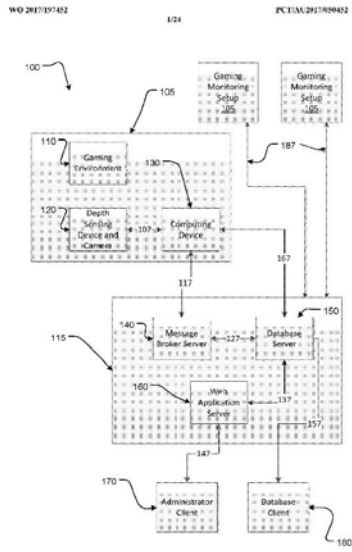 WO 2017/197452
PCT/AU2017/050452
1/24
100
105
Gaming
Monitoring
Setup
105
Gaming
Monitoring
Setup
105
187
110
Gaming
Environment
130
120
Depth
Sensing
Device and
Camera
107
Computing
Device
117
167
115
140
Message
Broker Server
127
150
Database
Server
160
Web
Application
Server
137
157
147
170
Administrator
Client
Database
Client
180